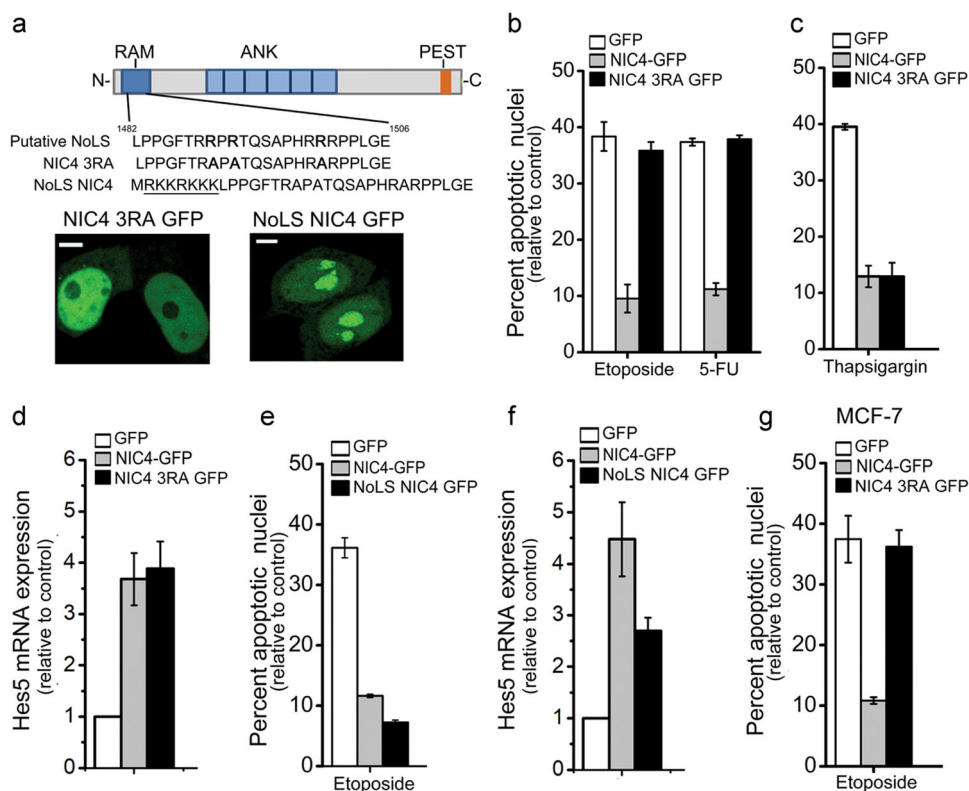 a
RAM ANK PEST
N- -C
1482 1506
Putative NoLS LPPGFTRRPRTQSAPHRRRPPLGE
NIC4 3RA LPPGFTRAPATQSAPHRARPPLGE
NoLS NIC4 MRKKRKKKLPPGFTRAPATQSAPHRARPPLGE
NIC4 3RA GFP NoLS NIC4 GFP
b
GFP
NIC4-GFP
NIC4 3RA GFP
Percent apoptotic nuclei
(relative to control)
50
40
30
20
10
0
Etoposide 5-FU
c
GFP
NIC4-GFP
NIC4 3RA GFP
50
40
30
20
10
0
Thapsigargin
d
GFP
NIC4-GFP
NIC4 3RA GFP
Hes5 mRNA expression
(relative to control)
6
5
4
3
2
1
0
e
GFP
NIC4-GFP
NoLS NIC4 GFP
Percent apoptotic nuclei
(relative to control)
50
40
30
20
10
0
Etoposide
f
GFP
NIC4-GFP
NoLS NIC4 GFP
Hes5 mRNA expression
(relative to control)
6
5
4
3
2
1
0
g MCF-7
GFP
NIC4-GFP
NIC4 3RA GFP
Percent apoptotic nuclei
(relative to control)
50
40
30
20
10
0
Etoposide